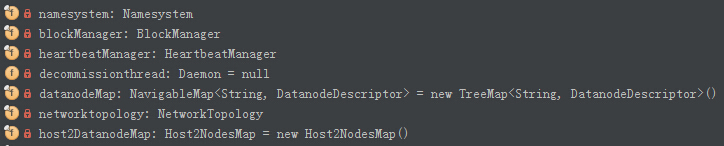 namesystem: Namesystem
blockManager: BlockManager
heartbeatManager: HeartbeatManager
decommissionthread: Daemon = null
datanodeMap: NavigableMap<String, DatanodeDescriptor> = new TreeMap<String, DatanodeDescriptor>()
networktopology: NetworkTopology
host2DatanodeMap: Host2NodesMap = new Host2NodesMap()